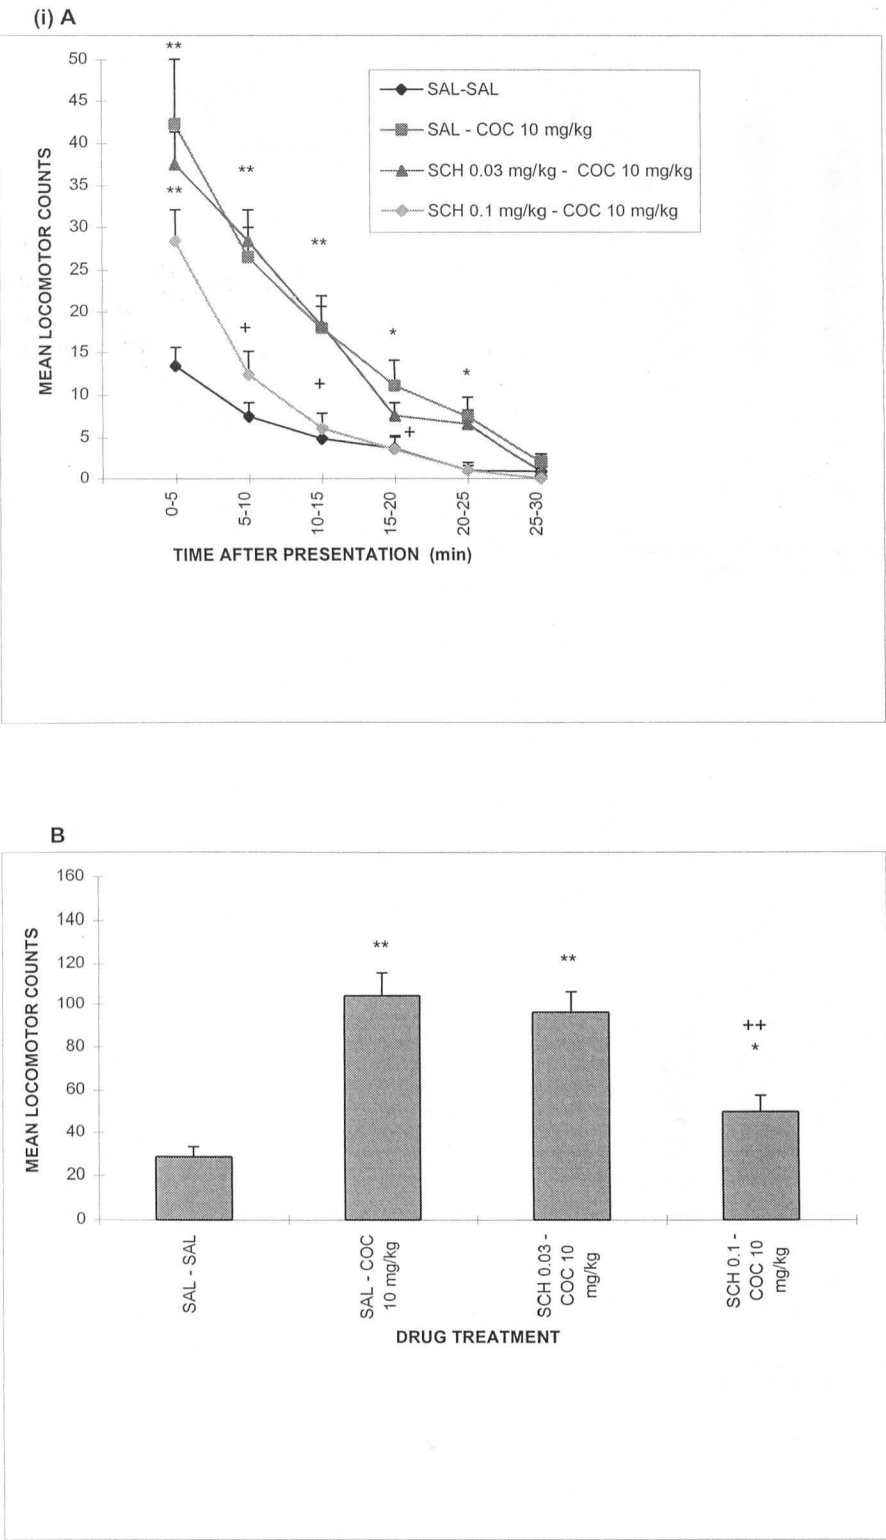 (i) A
**
50
45
40
35
30
25
20
15
10
5
0
MEAN LOCOMOTOR COUNTS
SAL-SAL
SAL - COC 10 mg/kg
SCH 0.03 mg/kg - COC 10 mg/kg
SCH 0.1 mg/kg - COC 10 mg/kg
**
**
**
+
*
+
*
+
0-5
5-10
10-15
15-20
20-25
25-30
TIME AFTER PRESENTATION (min)
B
160
140
120
100
80
60
40
20
0
MEAN LOCOMOTOR COUNTS
**
**
++
*
SAL - SAL
SAL - COC
10 mg/kg
SCH 0.03 -
COC 10
mg/kg
SCH 0.1 -
COC 10
mg/kg
DRUG TREATMENT